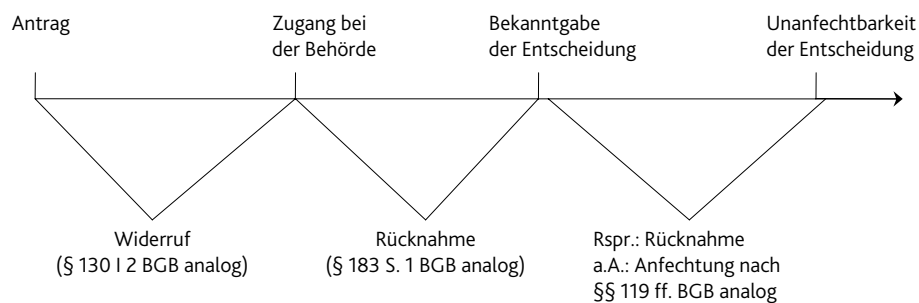 Antrag
Zugang bei
der Behörde
Bekanntgabe
der Entscheidung
Unanfechtbarkeit
der Entscheidung
Widerruf
(§ 130 I 2 BGB analog)
Rücknahme
(§ 183 S. 1 BGB analog)
Rspr.: Rücknahme
a.A.: Anfechtung nach
§§ 119 ff. BGB analog